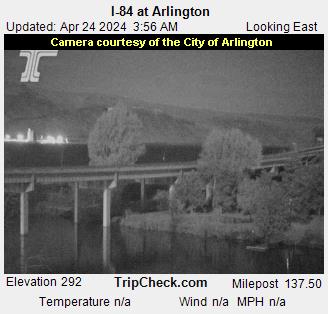 I-84 at Arlington
Updated: Apr 24 2024 3:56 AM Looking East
Camera courtesy of the City of Arlington
Elevation 292 TripCheck.com Milepost 137.50
Temperature n/a Wind n/a MPH n/a